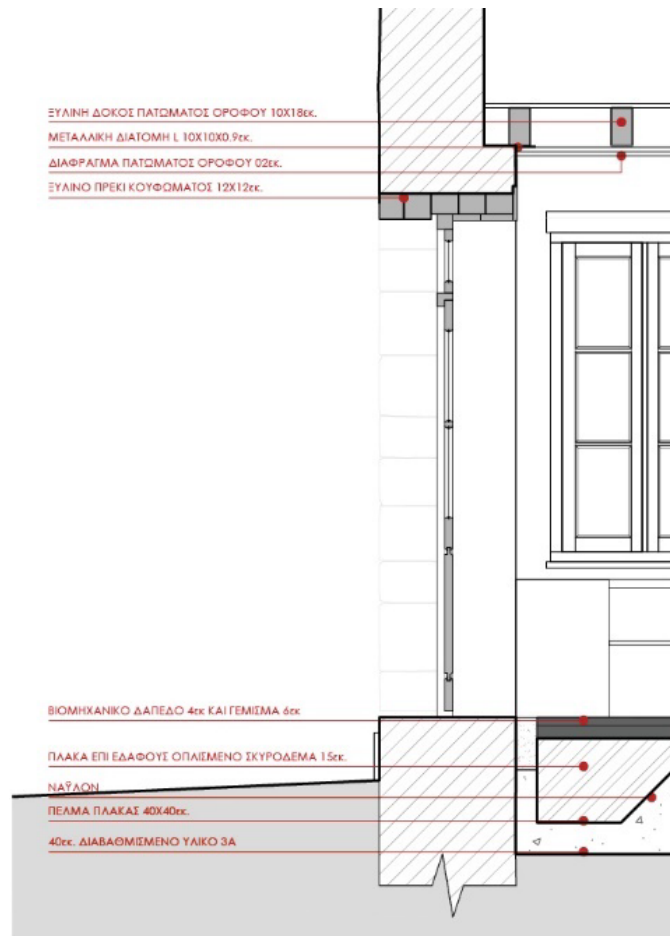 ΞΥΛΙΝΗ ΔΟΚΟΣ ΠΑΤΩΜΑΤΟΣ ΟΡΟΦΟΥ 10Χ18εκ.
ΜΕΤΑΛΛΙΚΗ ΔΙΑΤΟΜΗ L 10Χ10Χ0.9εκ.
ΔΙΑΦΡΑΓΜΑ ΠΑΤΩΜΑΤΟΣ ΟΡΟΦΟΥ 02εκ.
ΞΥΛΙΝΟ ΠΡΕΚΙ ΚΟΥΦΩΜΑΤΟΣ 12Χ12εκ.
ΒΙΟΜΗΧΑΝΙΚΟ ΔΑΠΕΔΟ 4εκ ΚΑΙ ΓΕΜΙΣΜΑ 6εκ
ΠΛΑΚΑ ΕΠΙ ΕΔΑΦΟΥΣ ΟΠΛΙΣΜΕΝΟ ΣΚΥΡΟΔΕΜΑ 15εκ.
ΝΑΫΛΟΝ
ΠΕΛΜΑ ΠΛΑΚΑΣ 40Χ40εκ.
40εκ. ΔΙΑΒΑΘΜΙΣΜΕΝΟ ΥΛΙΚΟ 3Α